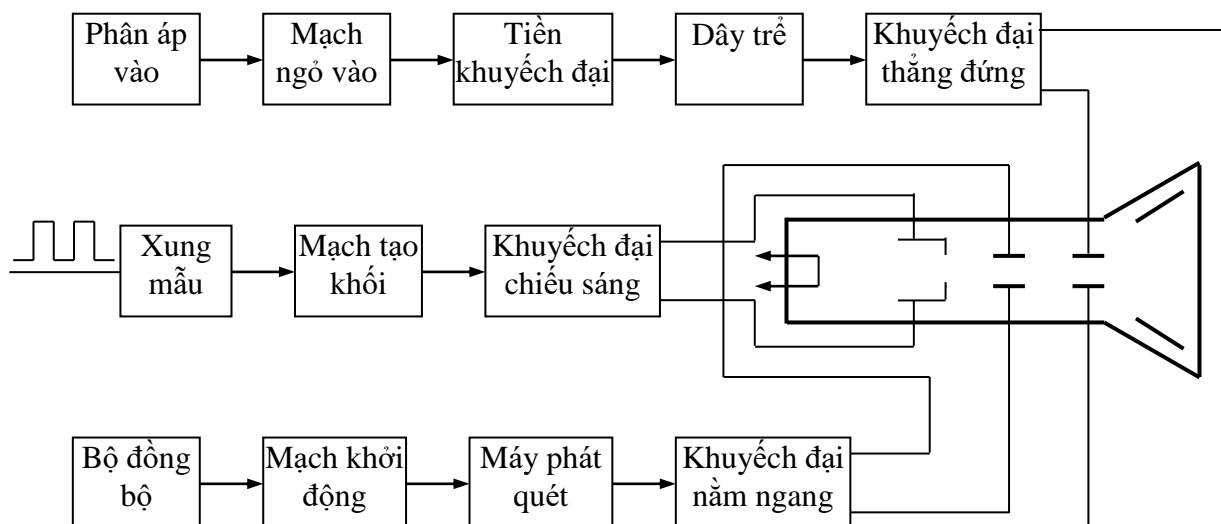 Phân áp
vào
Mạch
ngỏ vào
Tiền
khuyếch đại
Dây trể
Khuyếch đại
thẳng đứng
Xung
mẫu
Mạch tạo
khối
Khuyếch đại
chiếu sáng
Bộ đồng
bộ
Mạch khởi
động
Máy phát
quét
Khuyếch đại
nằm ngang